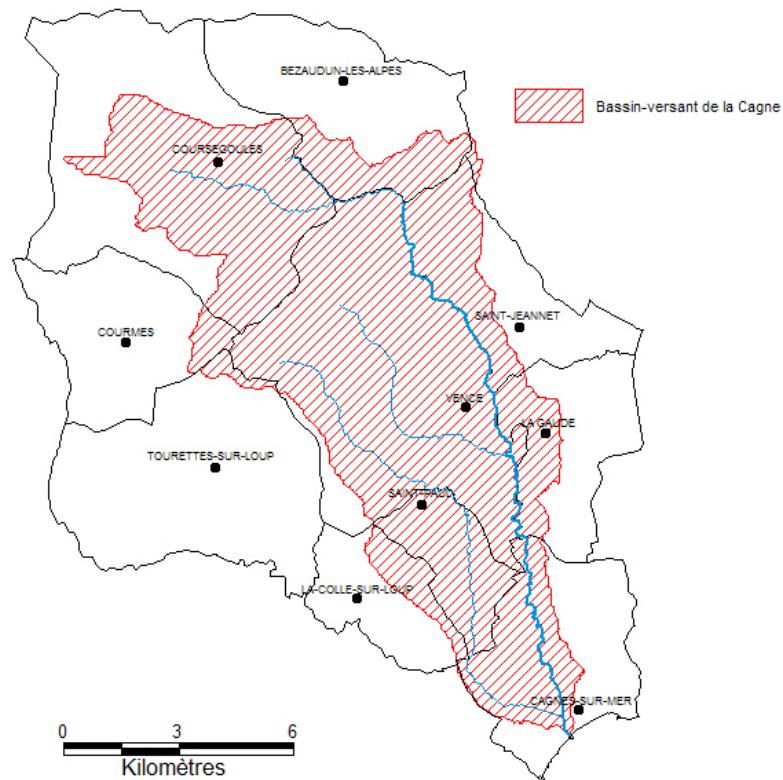 BEZAUDUN-LES-ALPES
Bassin-versant de la Cagne
COURSEGOULES
SAINT-JEANNET
COURMES
VENCE
LA GAUDE
TOURETTES-SUR-LOUP
SAINT-PAUL
LA-COLLE-SUR-LOUP
CAGNES-SUR-MER
0 3 6
Kilomètres